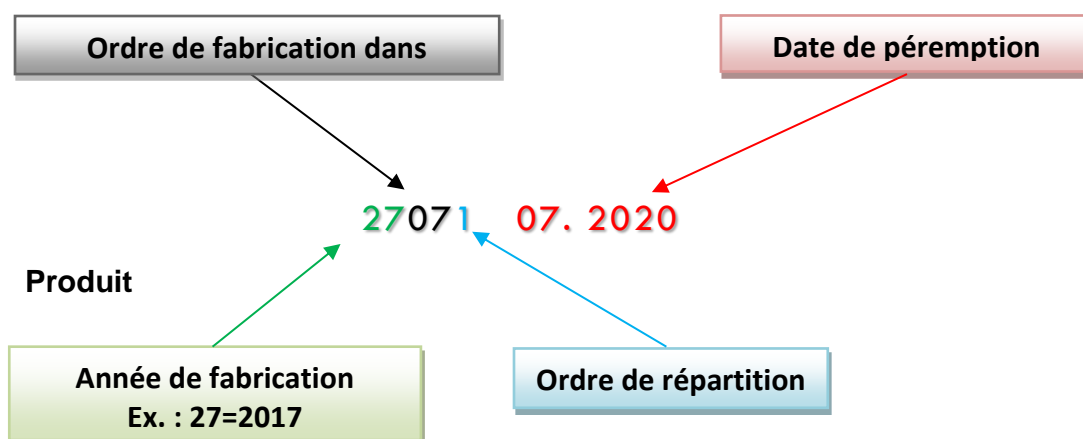 Ordre de fabrication dans
Date de péremption
27071 07. 2020
Produit
Année de fabrication
Ex. : 27=2017
Ordre de répartition